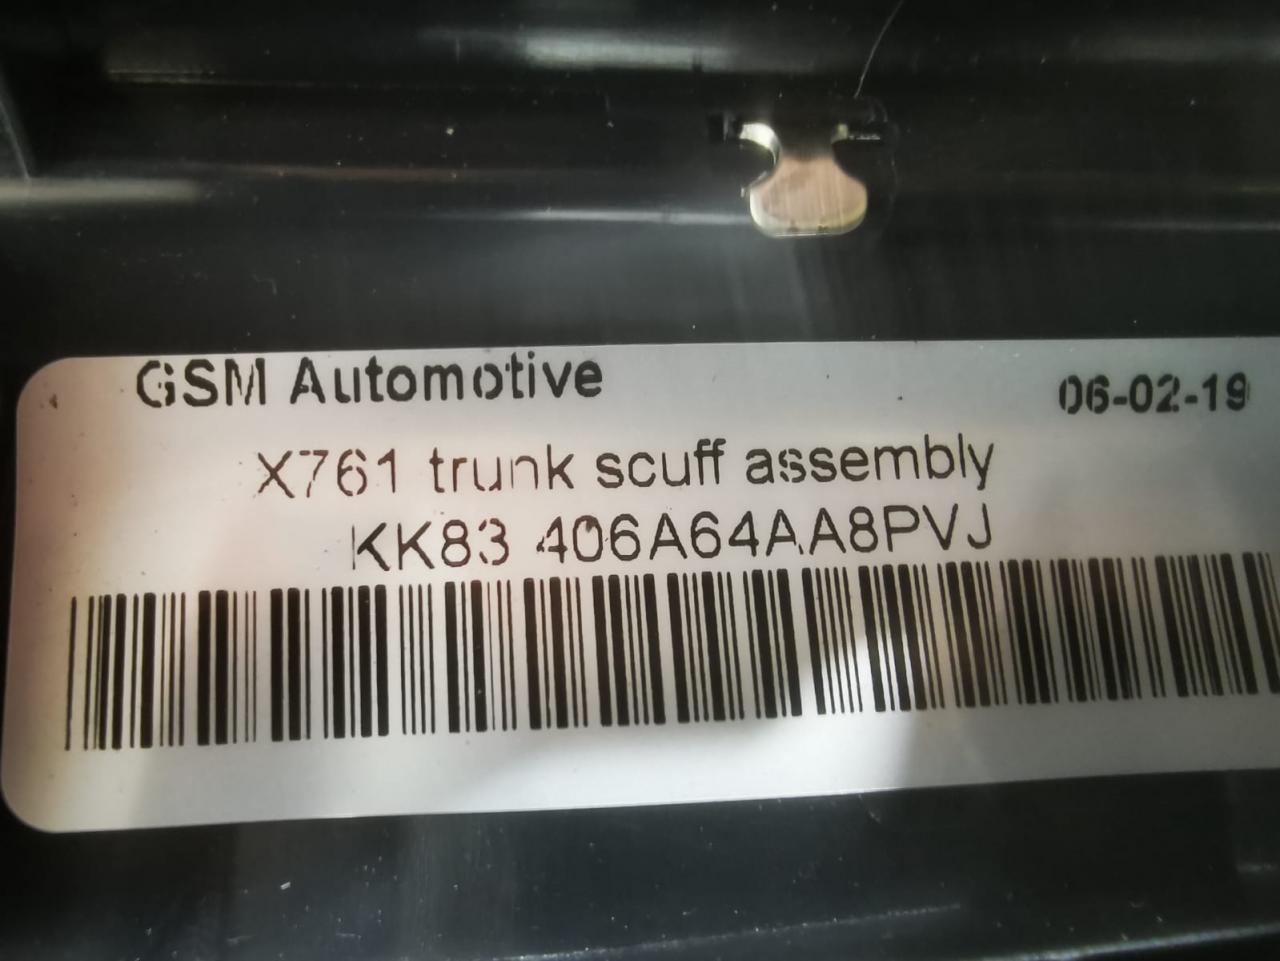 GSM Automotive 06-02-19
X761 trunk scuff assembly
KK83 406A64AA8PVJ